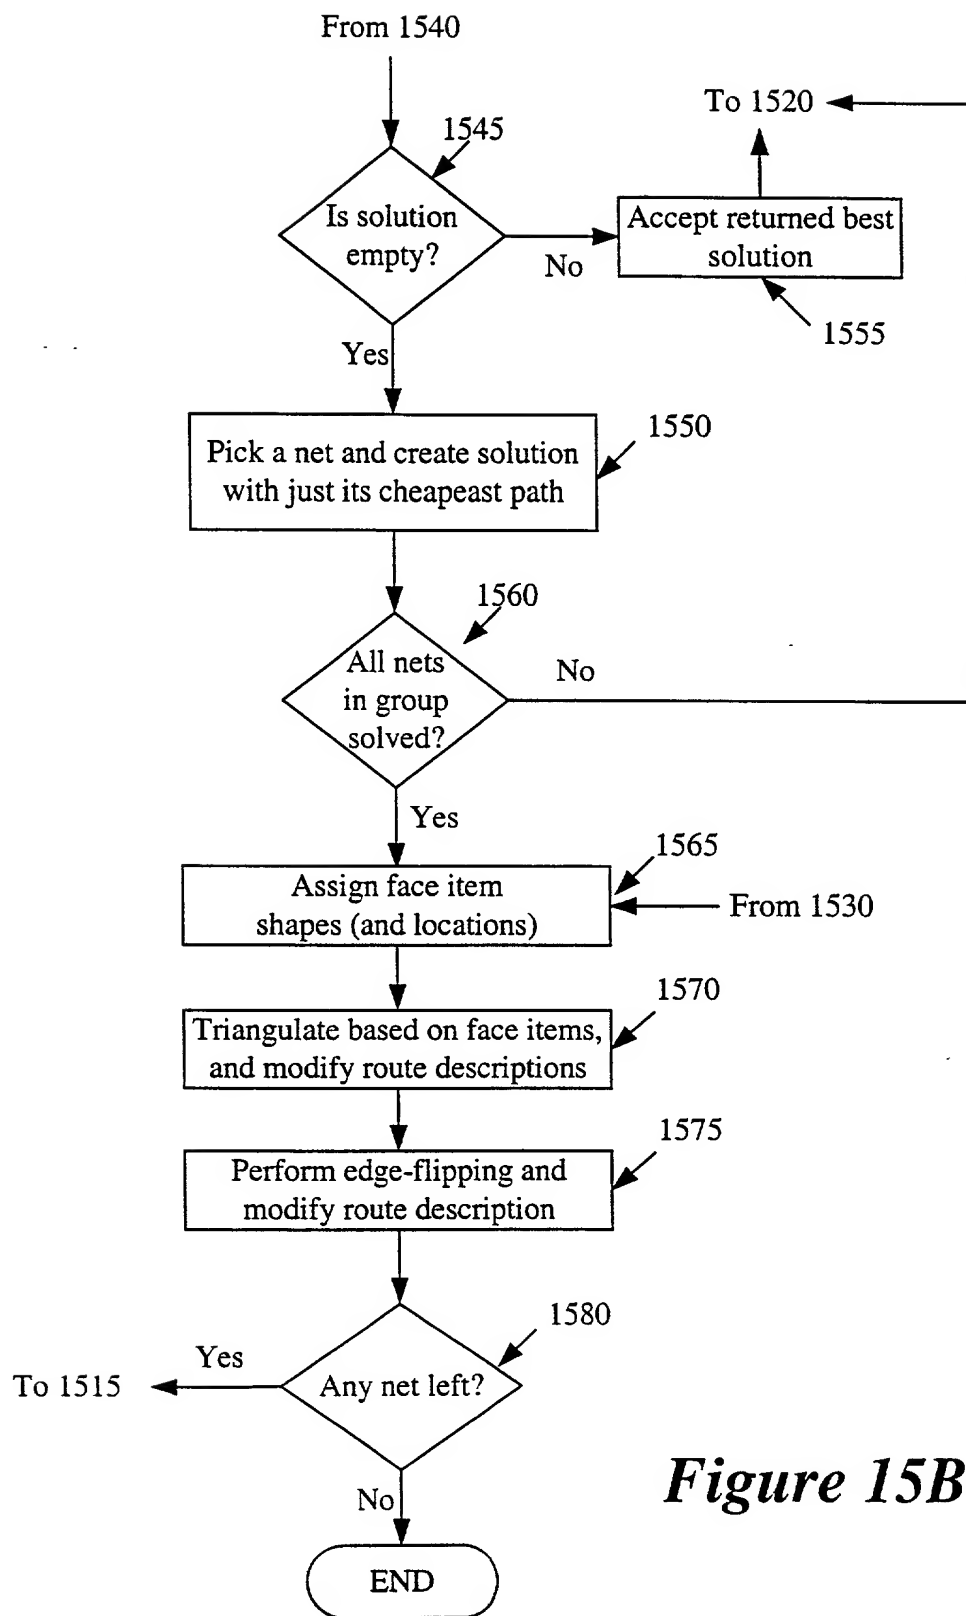 From 1540
To 1520
1545
Is solution
empty?
No
Accept returned best
solution
1555
Yes
1550
Pick a net and create solution
with just its cheapeast path
1560
All nets
in group
solved?
No
Yes
1565
Assign face item
shapes (and locations)
From 1530
1570
Triangulate based on face items,
and modify route descriptions
1575
Perform edge-flipping and
modify route description
1580
Yes
Any net left?
To 1515
No
Figure 15B
END